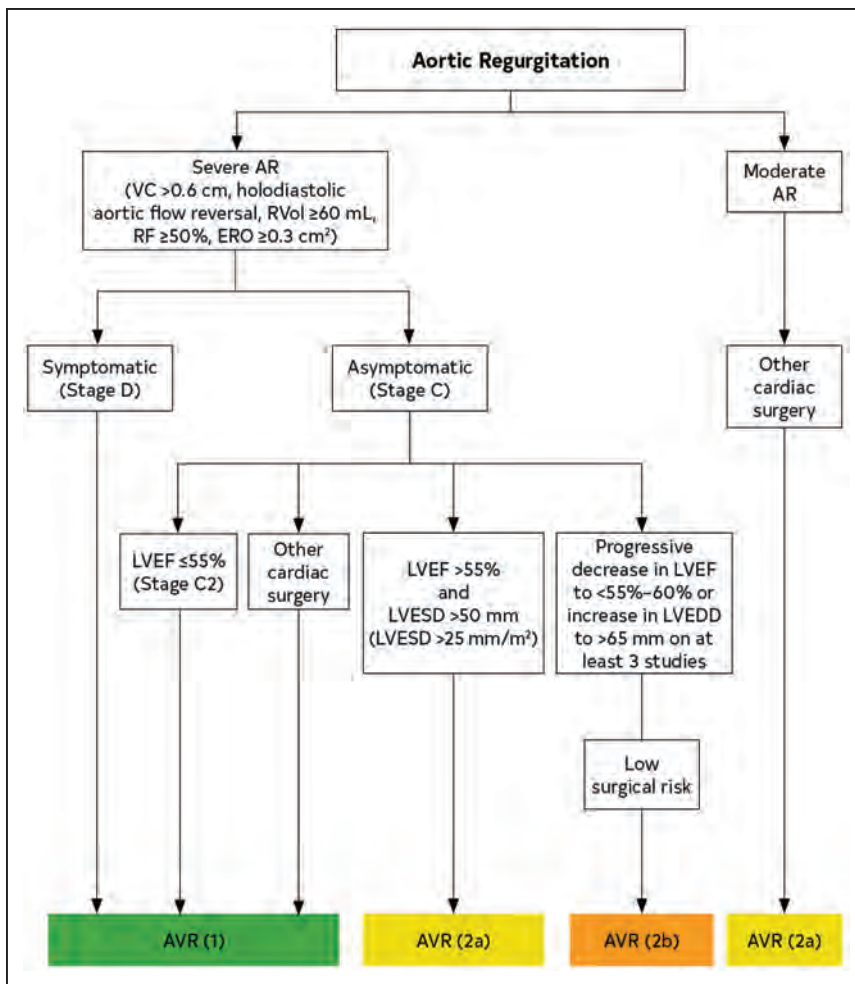 Aortic Regurgitation
Severe AR
(VC >0.6 cm, holodiastolic
aortic flow reversal, RVol ≥60 mL,
RF ≥50%, ERO ≥0.3 cm²)
Moderate
AR
Symptomatic
(Stage D)
Asymptomatic
(Stage C)
Other
cardiac
surgery
LVEF ≤55%
(Stage C2)
Other
cardiac
surgery
LVEF >55%
and
LVESD >50 mm
(LVESD >25 mm/m²)
Progressive
decrease in LVEF
to <55%–60% or
increase in LVEDD
to >65 mm on at
least 3 studies
Low
surgical risk
AVR (1)
AVR (2a)
AVR (2b)
AVR (2a)